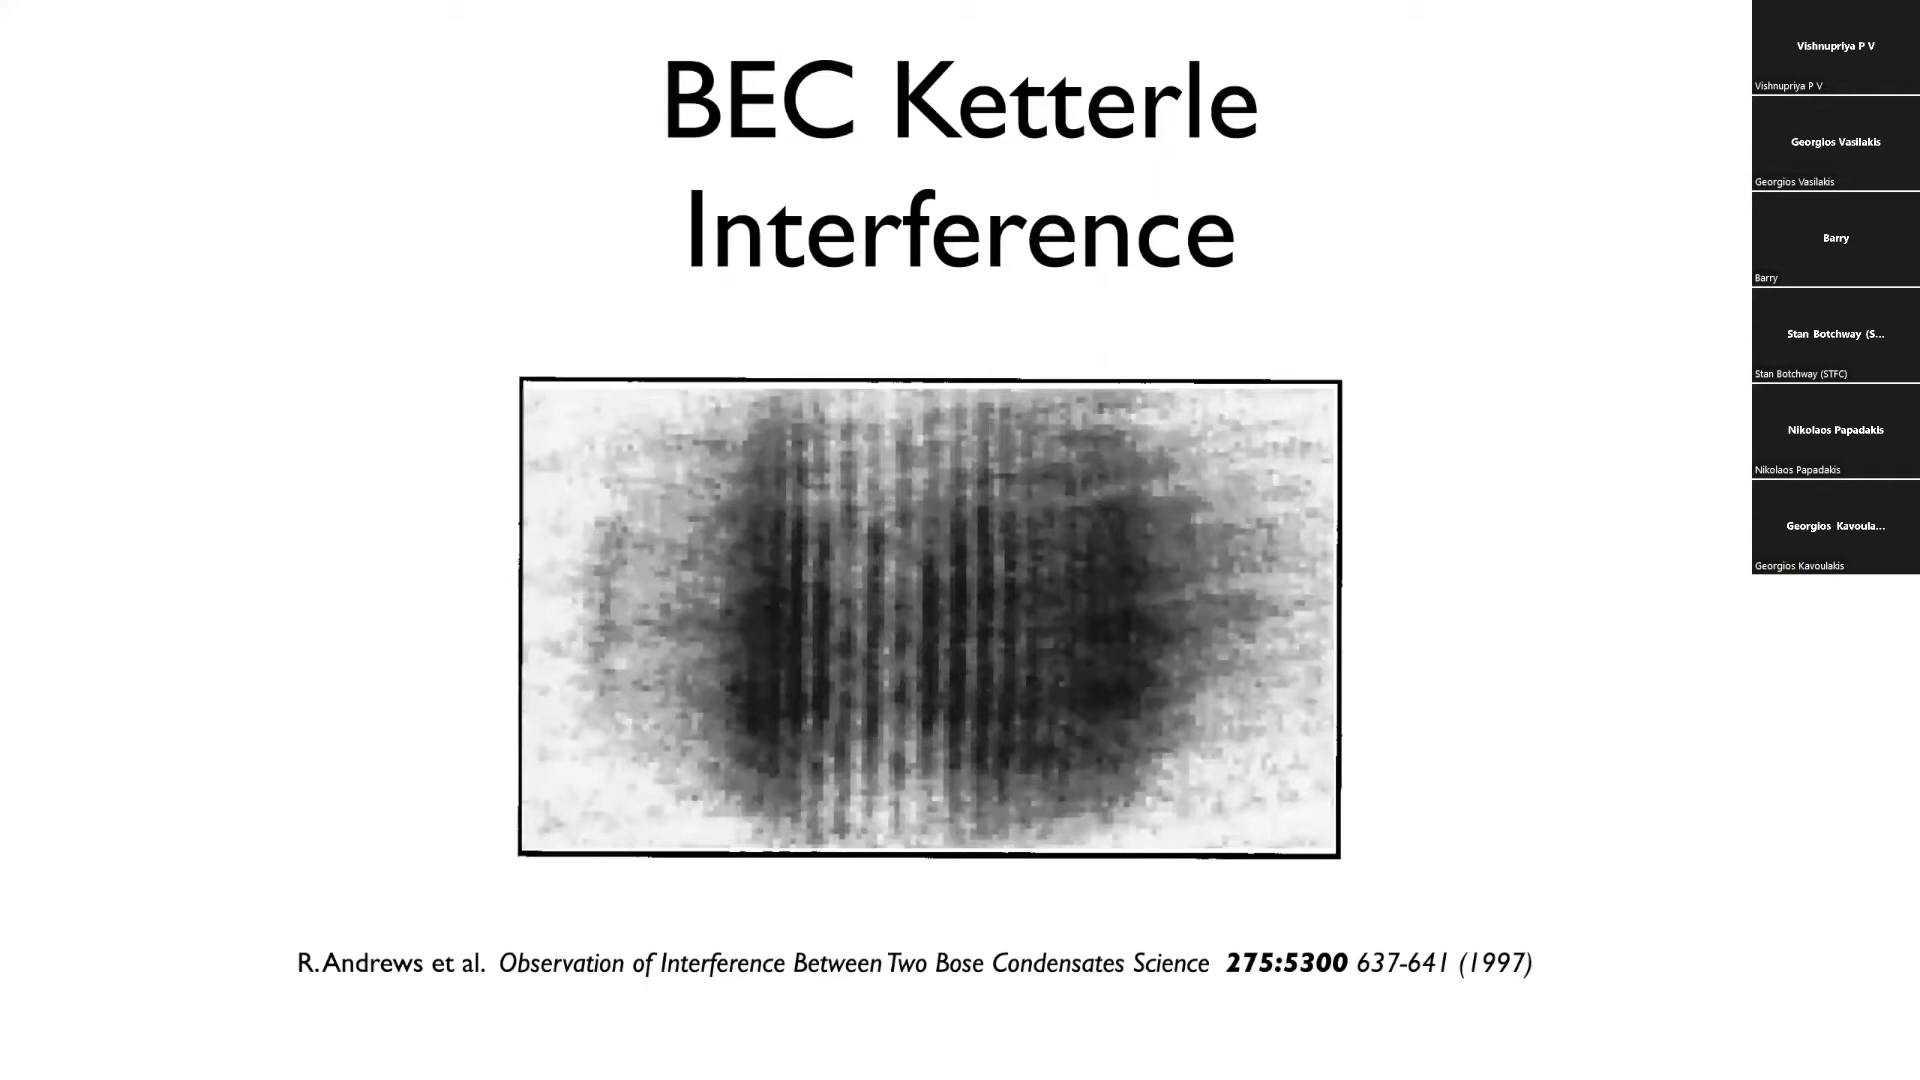 BEC Ketterle
Interference
R. Andrews et al. Observation of Interference Between Two Bose Condensates Science 275:5300 637-641 (1997)
Vishnupriya P V
Vishnupriya P V
Georgios Vasilakis
Georgios Vasilakis
Barry
Barry
Stan Botchway (S...
Stan Botchway (STFC)
Nikolaos Papadakis
Nikolaos Papadakis
Georgios Kavoula...
Georgios Kavoulakis